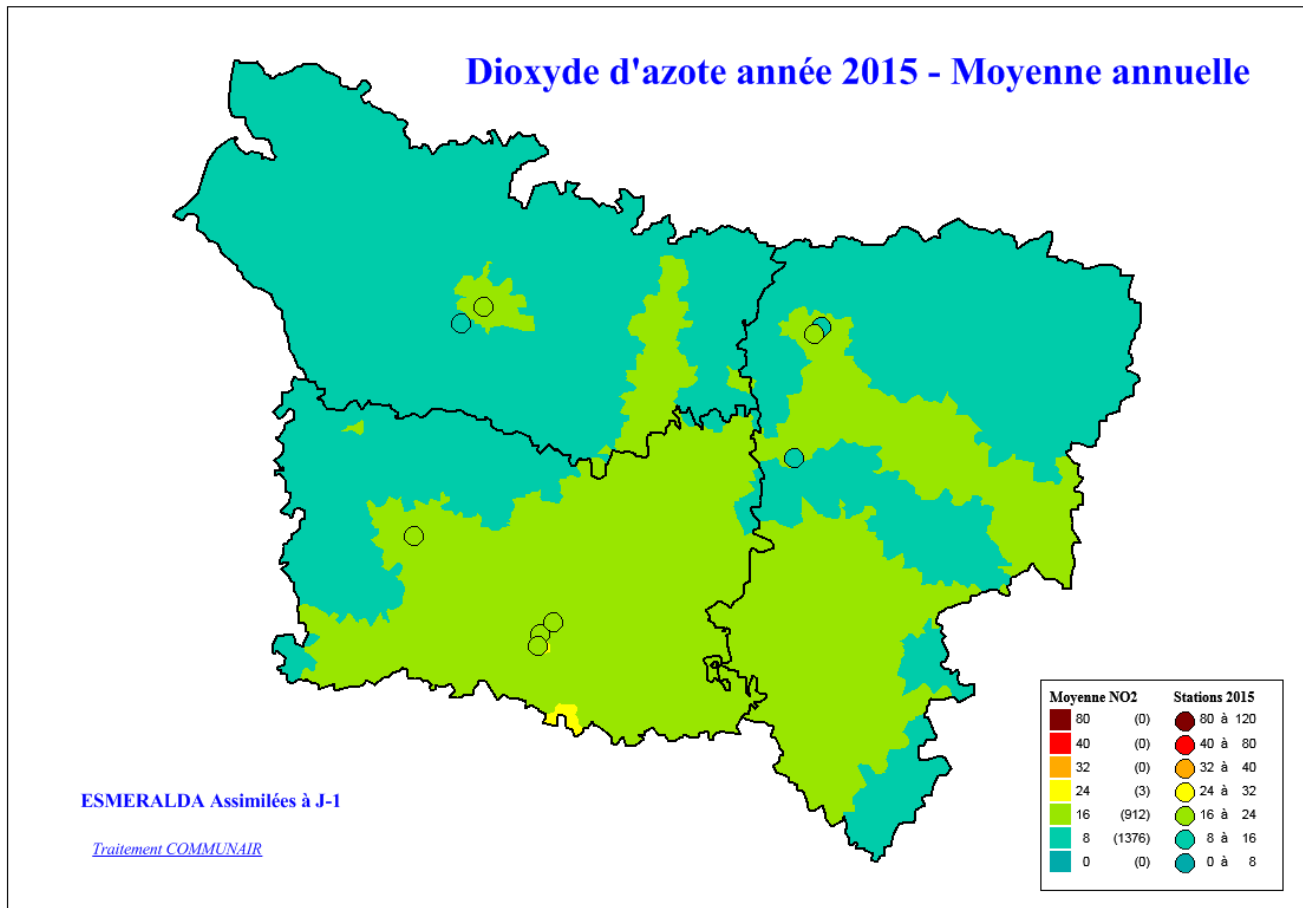 Dioxyde d'azote année 2015 - Moyenne annuelle
Moyenne NO2 Stations 2015
80 (0) 80 à 120
40 (0) 40 à 80
32 (0) 32 à 40
24 (3) 24 à 32
16 (912) 16 à 24
8 (1376) 8 à 16
0 (0) 0 à 8
ESMERALDA Assimilées à J-1
Traitement COMMUNAIR